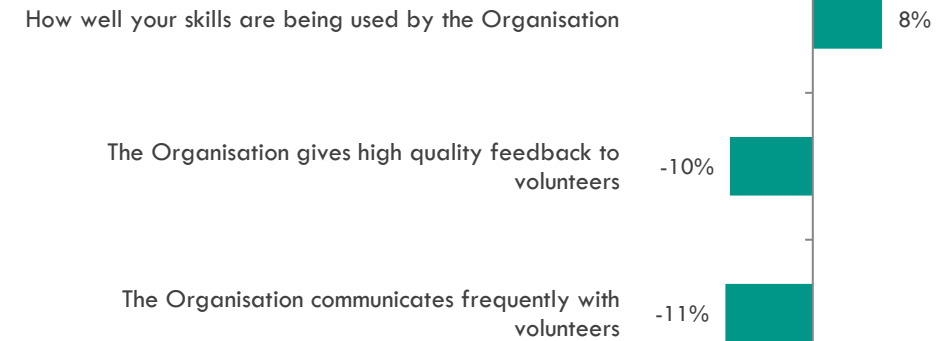 How well your skills are being used by the Organisation
8%
The Organisation gives high quality feedback to
volunteers
-10%
The Organisation communicates frequently with
volunteers
-11%